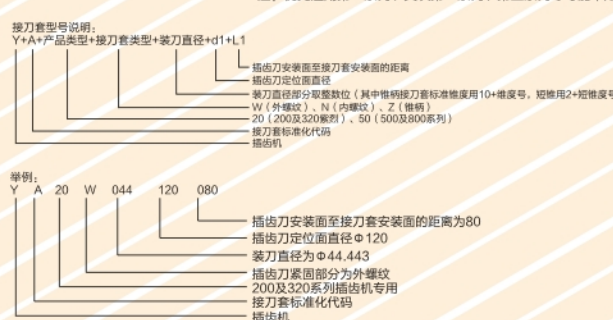 接刀套型号说明：
Y+A+产品类型+接刀套类型+装刀直径+d1+L1
插齿刀安装面至接刀套安装面的距离
插齿刀定位面直径
装刀直径部分取整数位（其中锥柄接刀套标准锥度用10+维度号，短锥用2+短锥度号
W（外螺纹）、N（内螺纹）、Z（锥柄）
20（200及320紫烈）、50（500及800系列）
接刀套标准化代码
插齿机
举例：
Y A 20 W 044 120 080
插齿刀安装面至接刀套安装面的距离为80
插齿刀定位面直径Φ120
装刀直径为Φ44.443
插齿刀紧固部分为外螺纹
200及320系列插齿机专用
接刀套标准化代码
插齿机